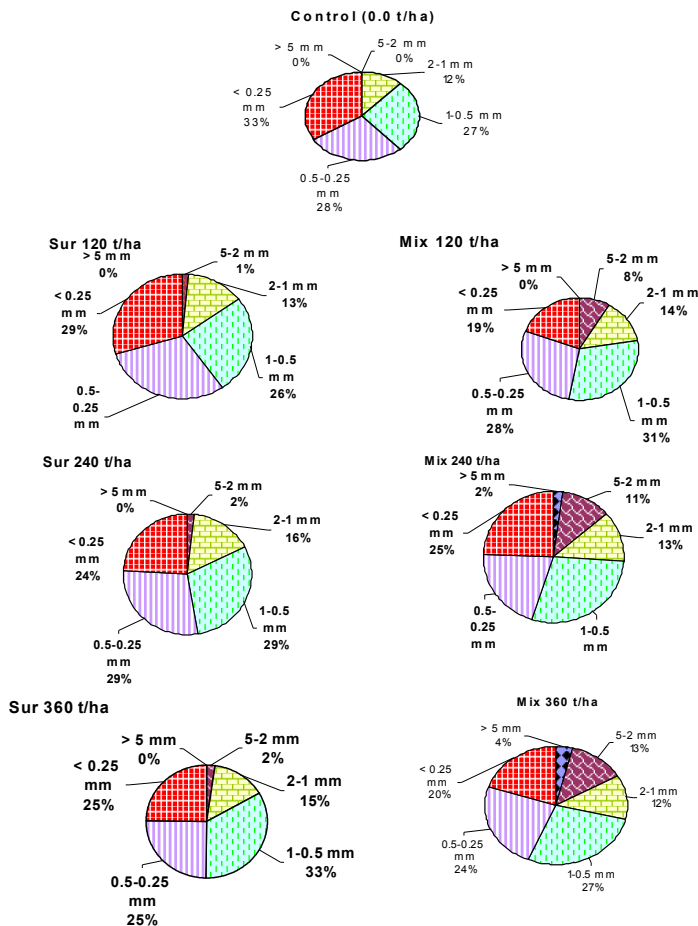 Control (0.0 t/ha)
> 5 mm
0%
5-2 mm
0%
2-1 mm
12%
1-0.5 mm
27%
0.5-0.25
mm
28%
< 0.25
mm
33%
Sur 120 t/ha
> 5 mm
0%
5-2 mm
1%
2-1 mm
13%
1-0.5
mm
26%
0.5-
0.25
mm
< 0.25
mm
29%
Mix 120 t/ha
> 5 mm
0%
5-2 mm
8%
2-1 mm
14%
1-0.5
mm
31%
0.5-0.25
mm
28%
< 0.25
mm
19%
Sur 240 t/ha
> 5 mm
0%
5-2 mm
2%
2-1 mm
16%
1-0.5
mm
29%
0.5-0.25
mm
29%
< 0.25
mm
24%
Mix 240 t/ha
> 5 mm
2%
5-2 mm
11%
2-1 mm
13%
1-0.5
mm
0.5-
0.25
mm
< 0.25
mm
25%
Sur 360 t/ha
> 5 mm
0%
5-2 mm
2%
2-1 mm
15%
1-0.5 mm
33%
0.5-0.25
mm
25%
< 0.25
mm
25%
Mix 360 t/ha
> 5 mm
4%
5-2 mm
13%
2-1 mm
12%
1-0.5 mm
27%
0.5-0.25
mm
24%
< 0.25
mm
20%